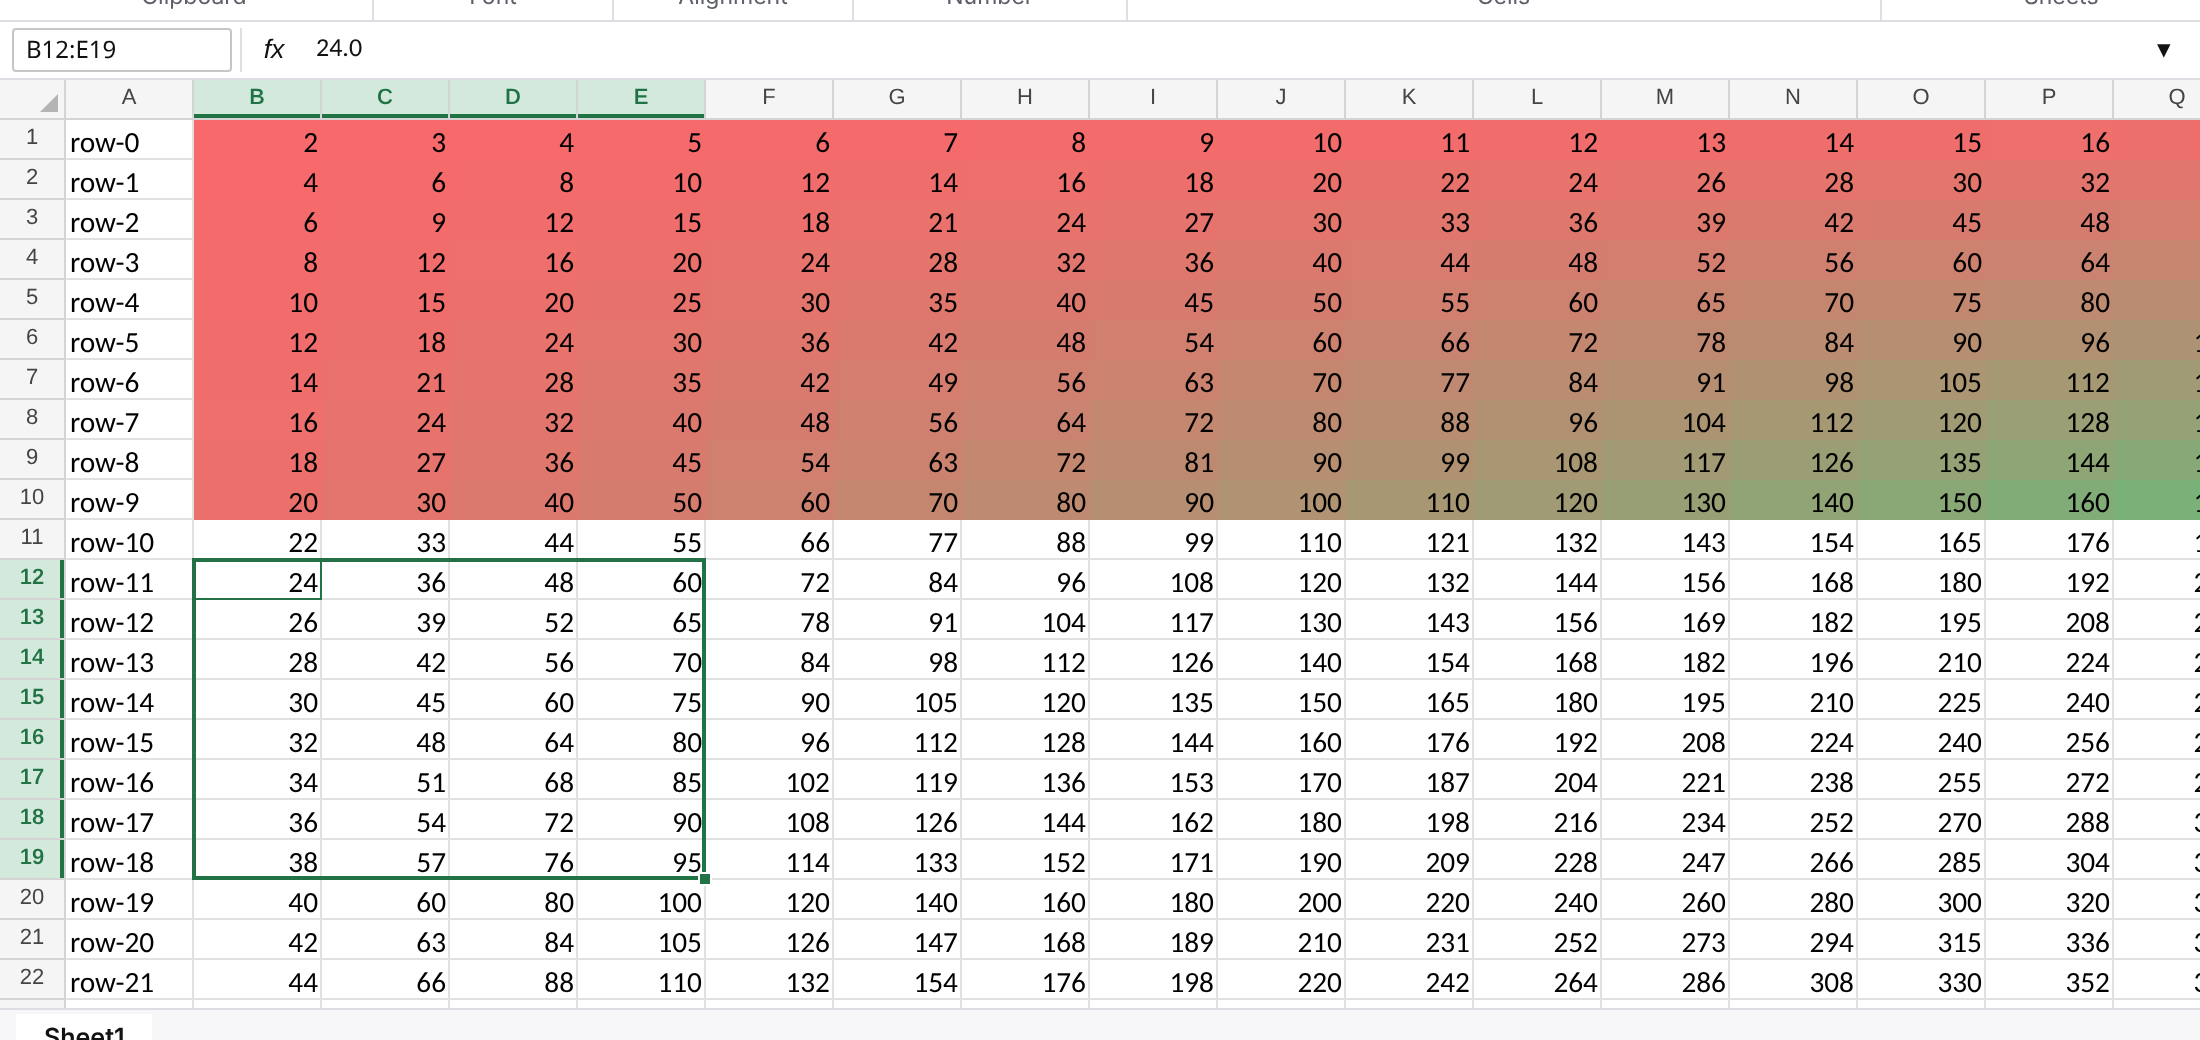 Clipboard Font Alignment Number Cells Sheets
B12:E19 fx 24.0 ▼
A B C D E F G H I J K L M N O P Q
1 row-0 2 3 4 5 6 7 8 9 10 11 12 13 14 15 16
2 row-1 4 6 8 10 12 14 16 18 20 22 24 26 28 30 32
3 row-2 6 9 12 15 18 21 24 27 30 33 36 39 42 45 48
4 row-3 8 12 16 20 24 28 32 36 40 44 48 52 56 60 64
5 row-4 10 15 20 25 30 35 40 45 50 55 60 65 70 75 80
6 row-5 12 18 24 30 36 42 48 54 60 66 72 78 84 90 96
7 row-6 14 21 28 35 42 49 56 63 70 77 84 91 98 105 112
8 row-7 16 24 32 40 48 56 64 72 80 88 96 104 112 120 128
9 row-8 18 27 36 45 54 63 72 81 90 99 108 117 126 135 144
10 row-9 20 30 40 50 60 70 80 90 100 110 120 130 140 150 160
11 row-10 22 33 44 55 66 77 88 99 110 121 132 143 154 165 176
12 row-11 24 36 48 60 72 84 96 108 120 132 144 156 168 180 192
13 row-12 26 39 52 65 78 91 104 117 130 143 156 169 182 195 208
14 row-13 28 42 56 70 84 98 112 126 140 154 168 182 196 210 224
15 row-14 30 45 60 75 90 105 120 135 150 165 180 195 210 225 240
16 row-15 32 48 64 80 96 112 128 144 160 176 192 208 224 240 256
17 row-16 34 51 68 85 102 119 136 153 170 187 204 221 238 255 272
18 row-17 36 54 72 90 108 126 144 162 180 198 216 234 252 270 288
19 row-18 38 57 76 95 114 133 152 171 190 209 228 247 266 285 304
20 row-19 40 60 80 100 120 140 160 180 200 220 240 260 280 300 320
21 row-20 42 63 84 105 126 147 168 189 210 231 252 273 294 315 336
22 row-21 44 66 88 110 132 154 176 198 220 242 264 286 308 330 352
Sheet1